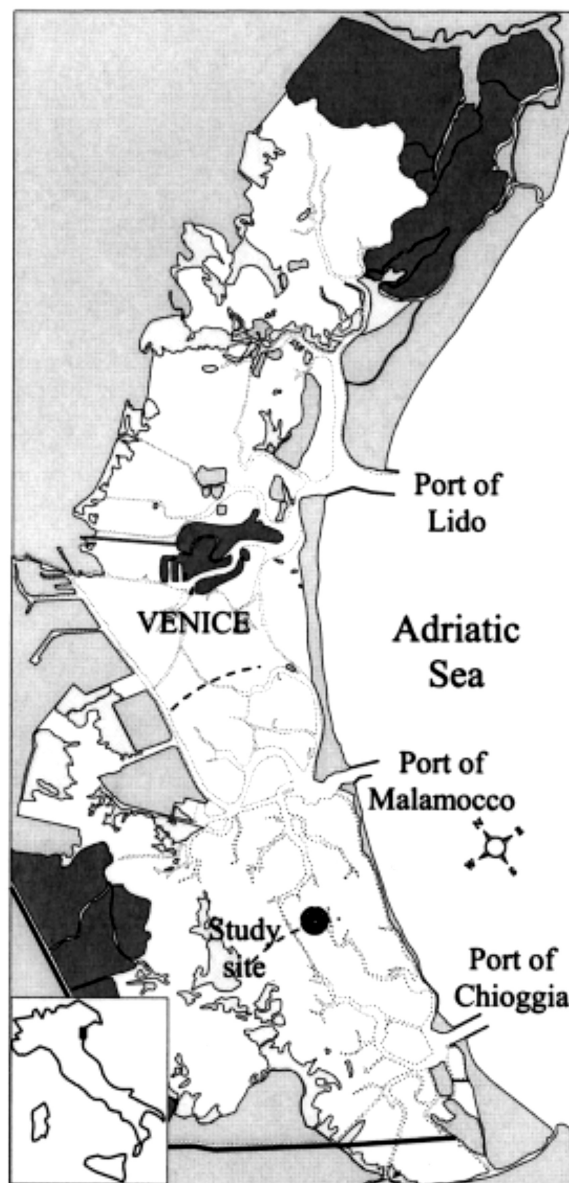 Port of
Lido
VENICE
Adriatic
Sea
Port of
Malamocco
Study
site
Port of
Chioggia